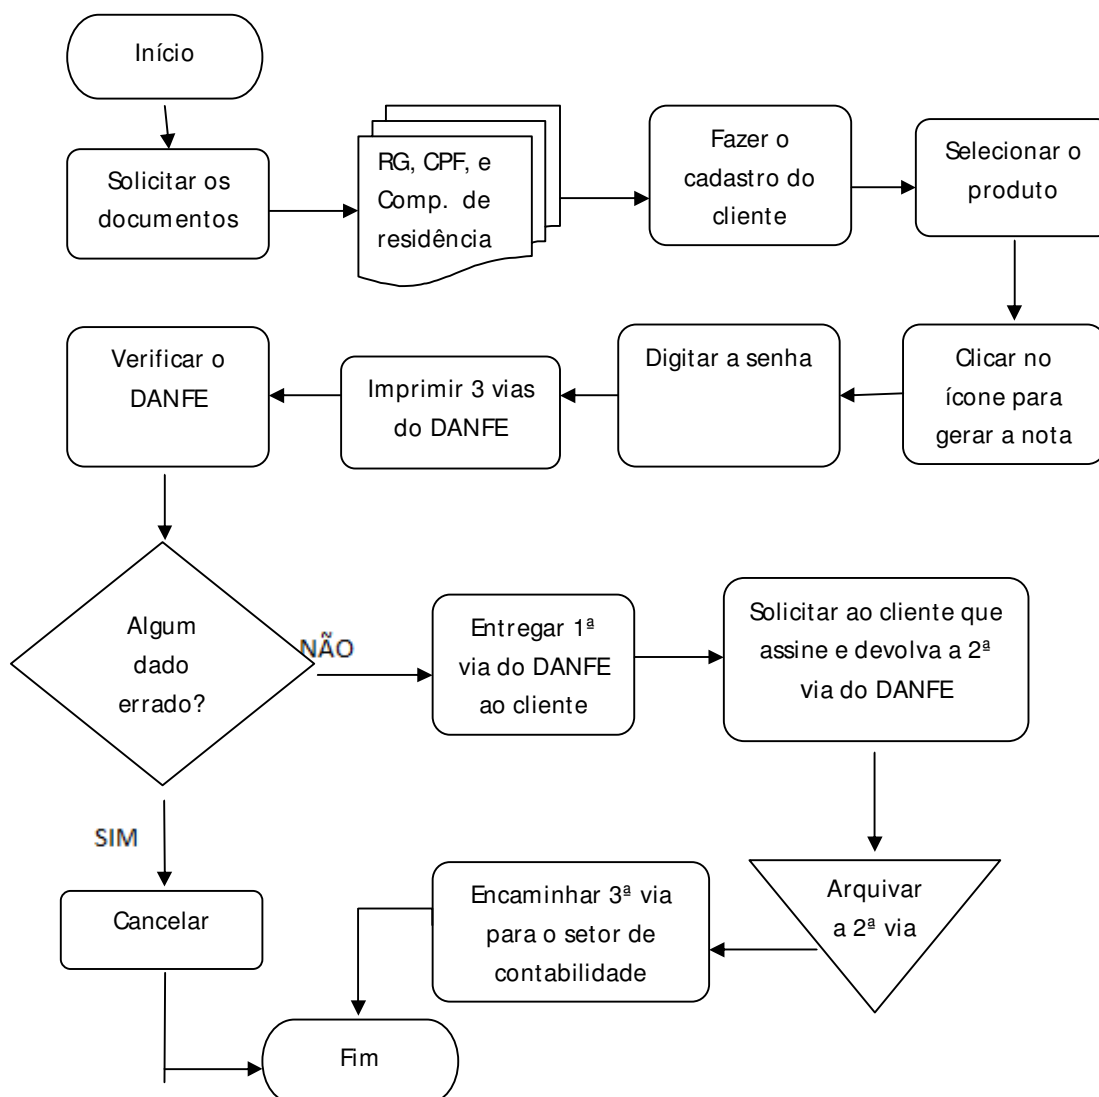 Início
Solicitar os
documentos
RG, CPF, e
Comp. de
residência
Fazer o
cadastro do
cliente
Selecionar o
produto
Verificar o
DANFE
Imprimir 3 vias
do DANFE
Digitar a senha
Clicar no
ícone para
gerar a nota
Algum
dado
errado?
NÃO
Entregar 1ª
via do DANFE
ao cliente
Solicitar ao cliente que
assine e devolva a 2ª
via do DANFE
SIM
Cancelar
Encaminhar 3ª via
para o setor de
contabilidade
Arquivar
a 2ª via
Fim